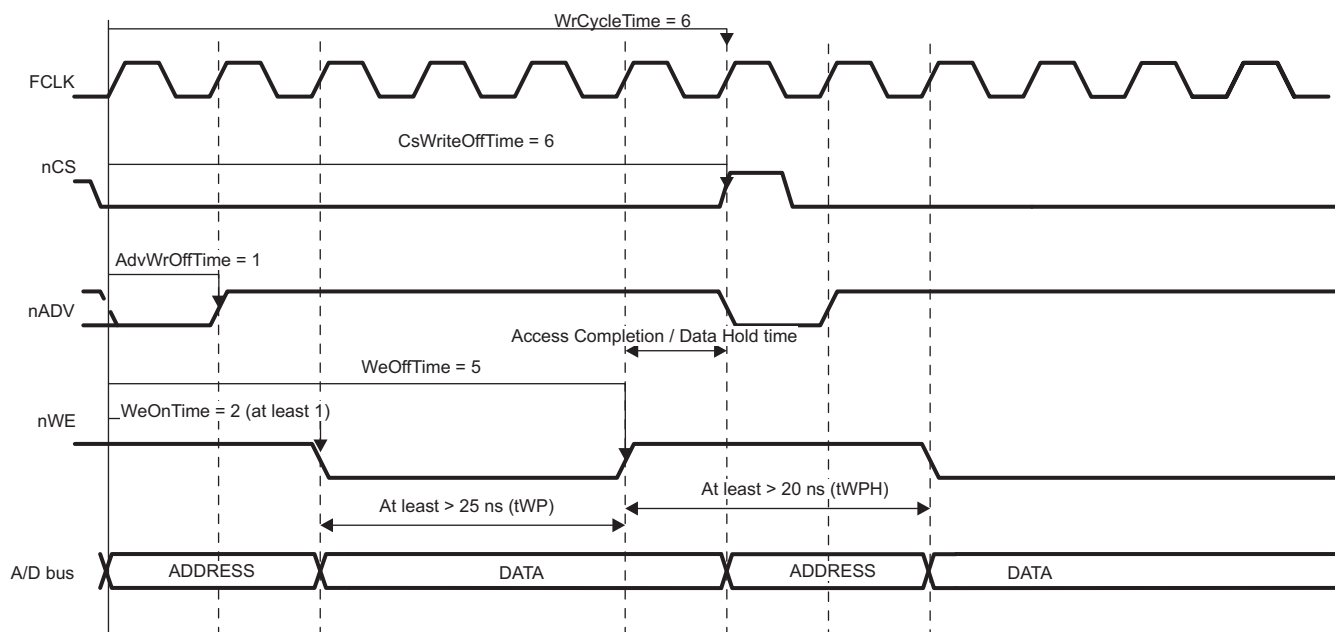 WrCycleTime = 6
FCLK
CsWriteOffTime = 6
nCS
AdvWrOffTime = 1
nADV
Access Completion / Data Hold time
WeOffTime = 5
WeOnTime = 2 (at least 1)
nWE
At least > 25 ns (tWP)
At least > 20 ns (tWPH)
A/D bus
ADDRESS
DATA
ADDRESS
DATA